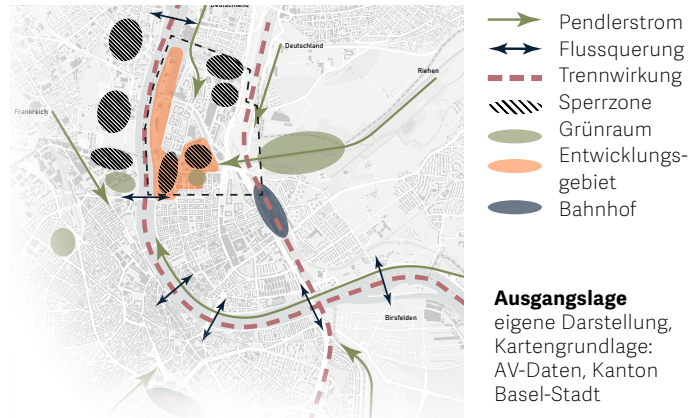 Deutschland
Deutschland
Riehen
Frankreich
Birsfelden
Pendlerstrom
Flussquerung
Trennwirkung
Sperrzone
Grünraum
Entwicklungs-
gebiet
Bahnhof
Ausgangslage
eigene Darstellung,
Kartengrundlage:
AV-Daten, Kanton
Basel-Stadt